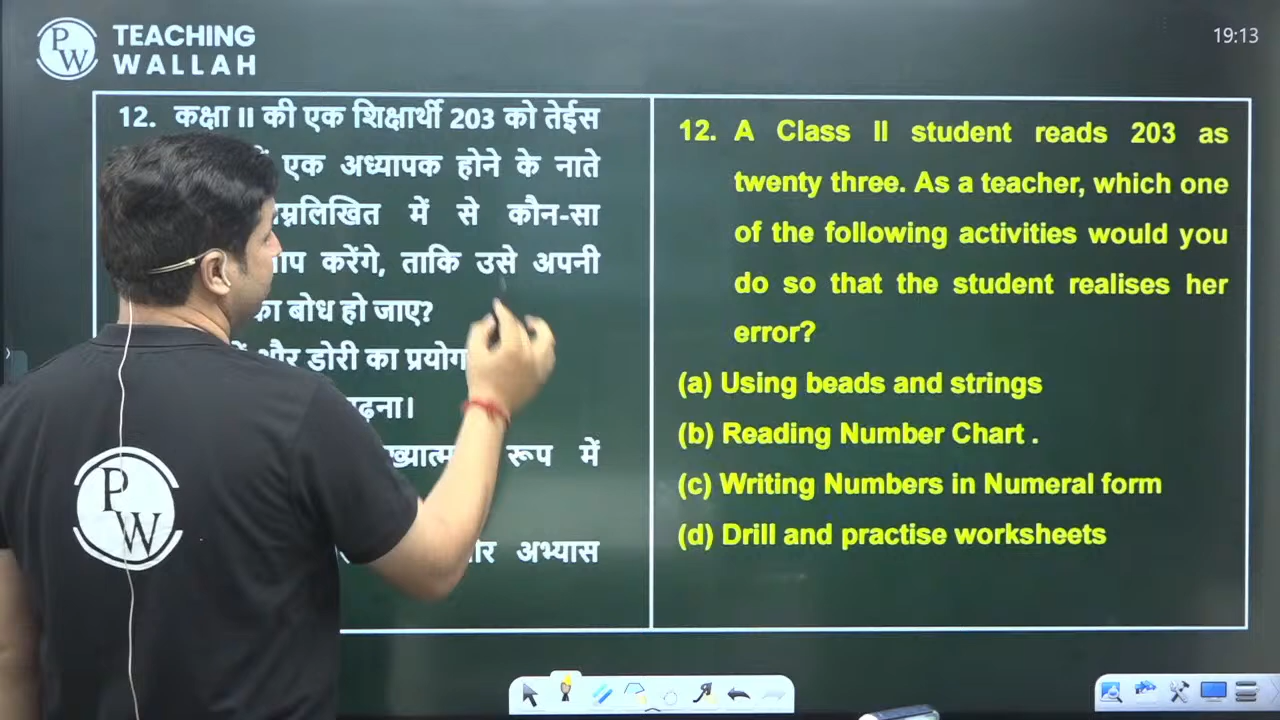 PW TEACHING
WALLAH
19:13
12. कक्षा II की एक शिक्षार्थी 203 को तेईस
एक अध्यापक होने के नाते
में से कौन-सा
करेंगे, ताकि उसे अपनी
का बोध हो जाए?
और डोरी का प्रयोग
रूप में
अभ्यास
12. A Class II student reads 203 as
twenty three. As a teacher, which one
of the following activities would you
do so that the student realises her
error?
(a) Using beads and strings
(b) Reading Number Chart .
(c) Writing Numbers in Numeral form
(d) Drill and practise worksheets
PW